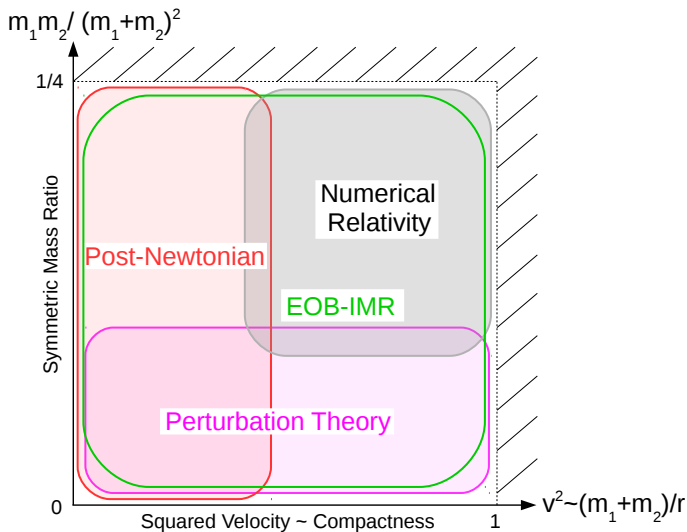 m₁m₂/ (m₁+m₂)²
1/4
Symmetric Mass Ratio
Numerical
Relativity
Post-Newtonian
EOB-IMR
Perturbation Theory
0
Squared Velocity ~ Compactness
1
v²~(m₁+m₂)/r